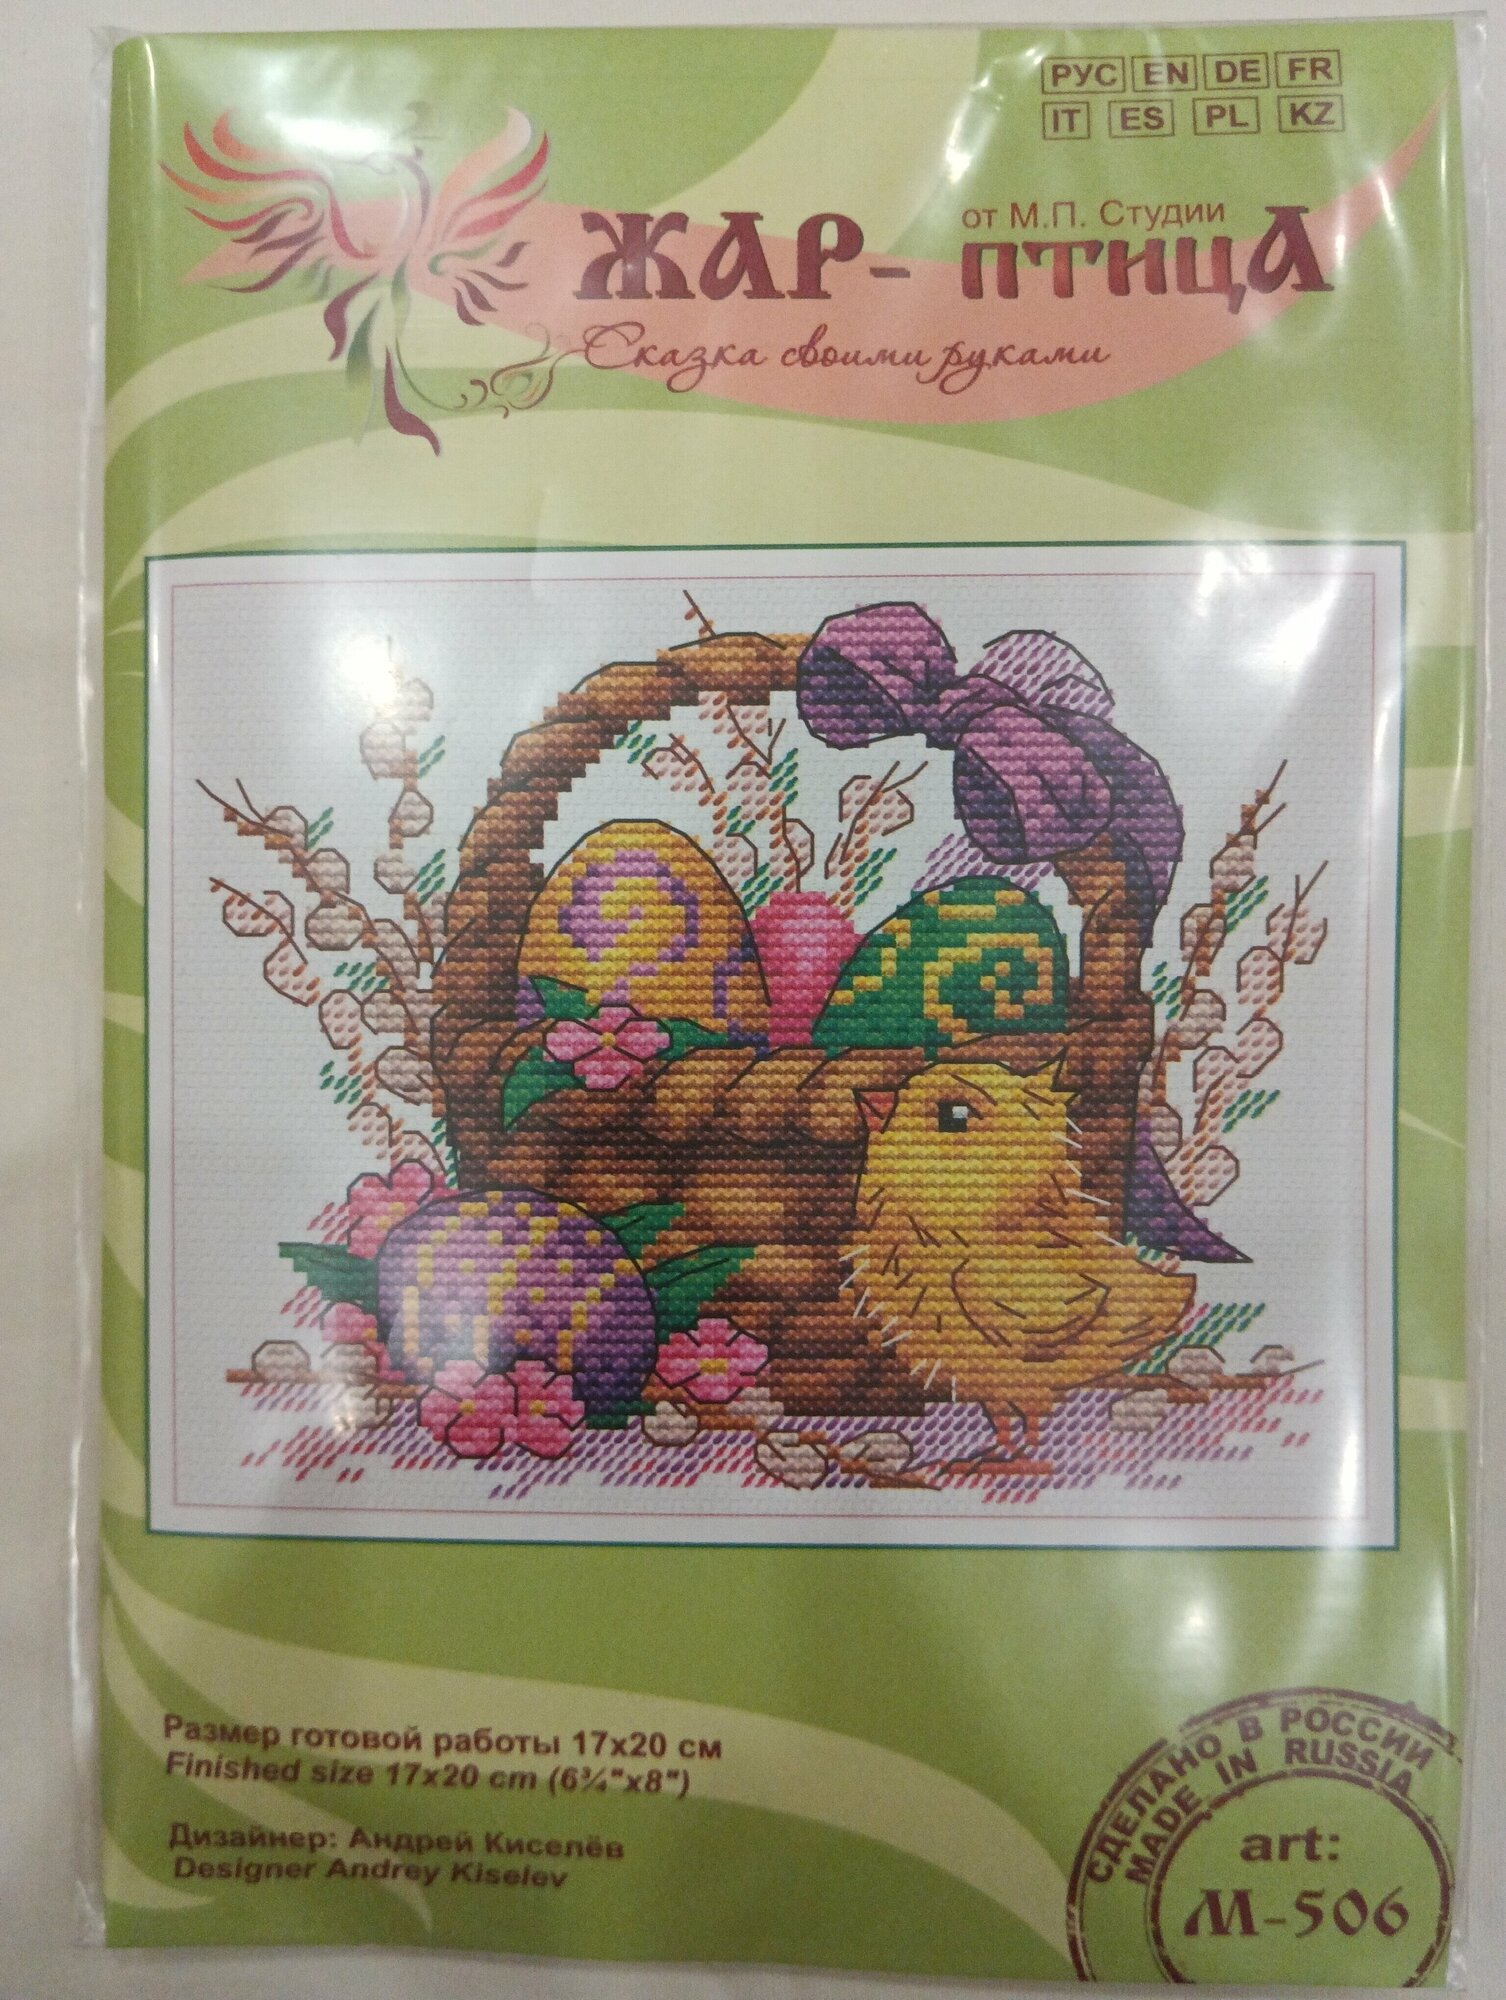 РУС EN DE FR
IT ES PL KZ
от М.П. Студии
ЖАР-ПТИЦА
Сказка своими руками
Размер готовой работы 17х20 см
Finished size 17x20 cm (6¾"x8")
Дизайнер: Андрей Киселёв
Designer Andrey Kiselev
СДЕЛАНО В РОССИИ
MADE IN RUSSIA
art:
М-506